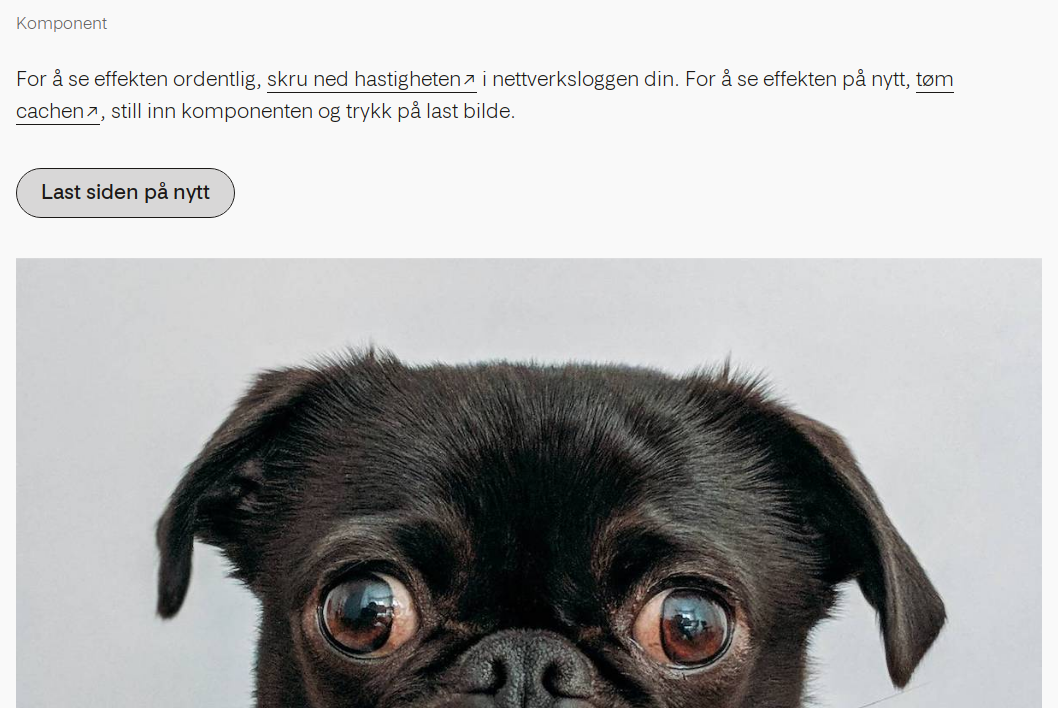 Komponent
For å se effekten ordentlig, skru ned hastigheten↗ i nettverksloggen din. For å se effekten på nytt, tøm
cachen↗, still inn komponenten og trykk på last bilde.
Last siden på nytt